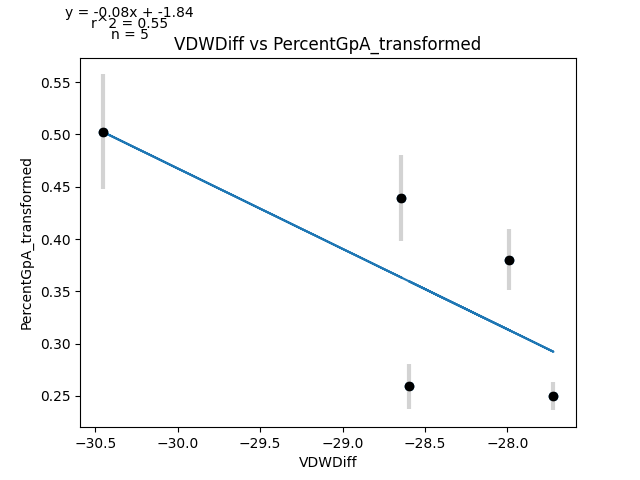 y = -0.08x + -1.84
r^2 = 0.55
n = 5
VDWDiff vs PercentGpA_transformed
PercentGpA_transformed
0.55
0.50
0.45
0.40
0.35
0.30
0.25
−30.5 −30.0 −29.5 −29.0 −28.5 −28.0
VDWDiff